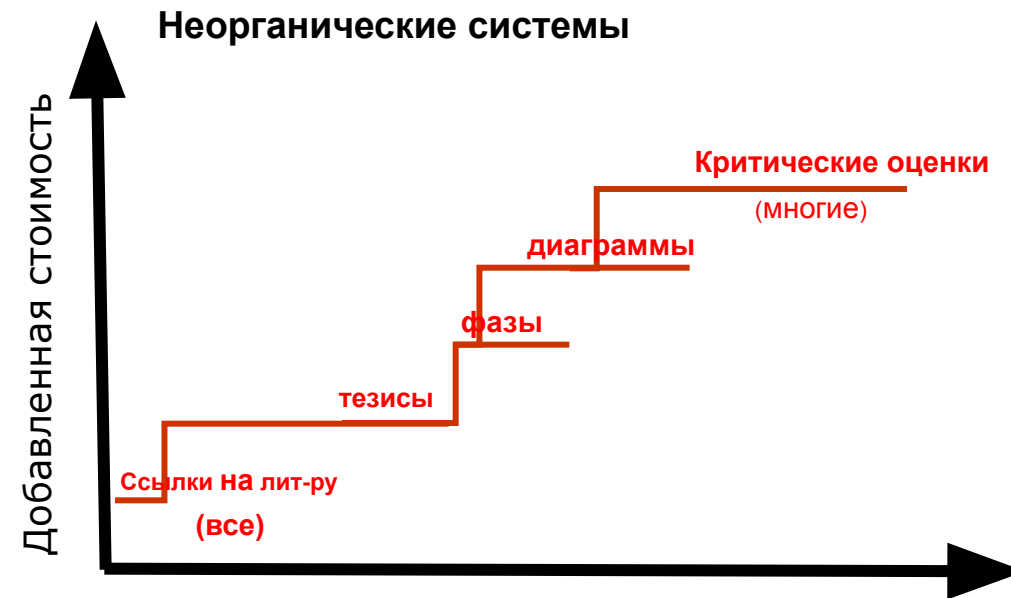 Неорганические системы
Добавленная стоимость
Критические оценки
(многие)
диаграммы
фазы
тезисы
Ссылки на лит-ру
(все)